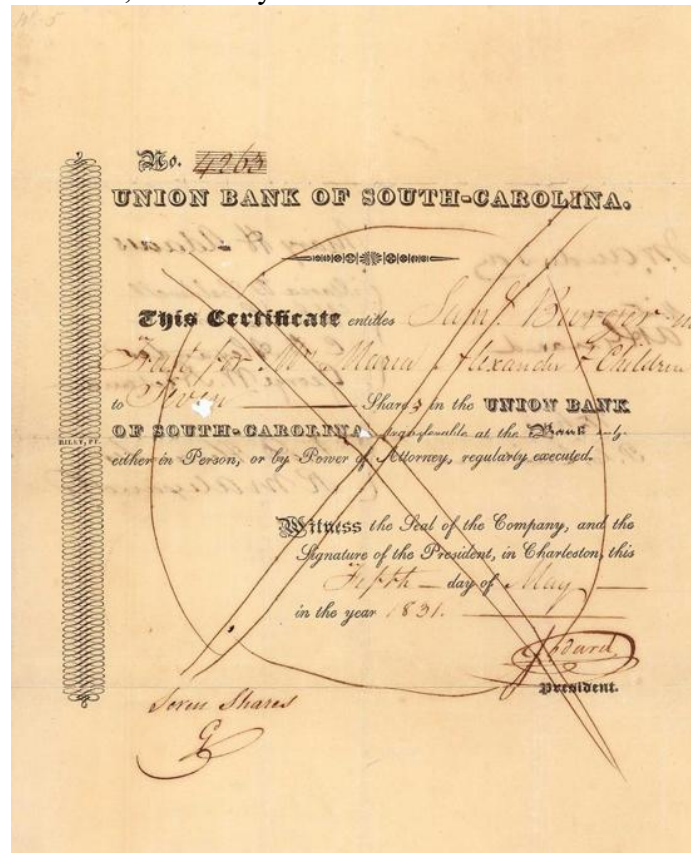 No. 4263
UNION BANK OF SOUTH-CAROLINA.
This Certificate entitles Saml. Burger in
Trust for Mrs. Maria Alexander & Children
to Seven Shares in the UNION BANK
OF SOUTH-CAROLINA, transferable at the Bank only
either in Person, or by Power of Attorney, regularly executed.
RILEY, PT.
Witness the Seal of the Company, and the
Signature of the President, in Charleston, this
Fifth day of May
in the year 1831.
President.
Seven Shares